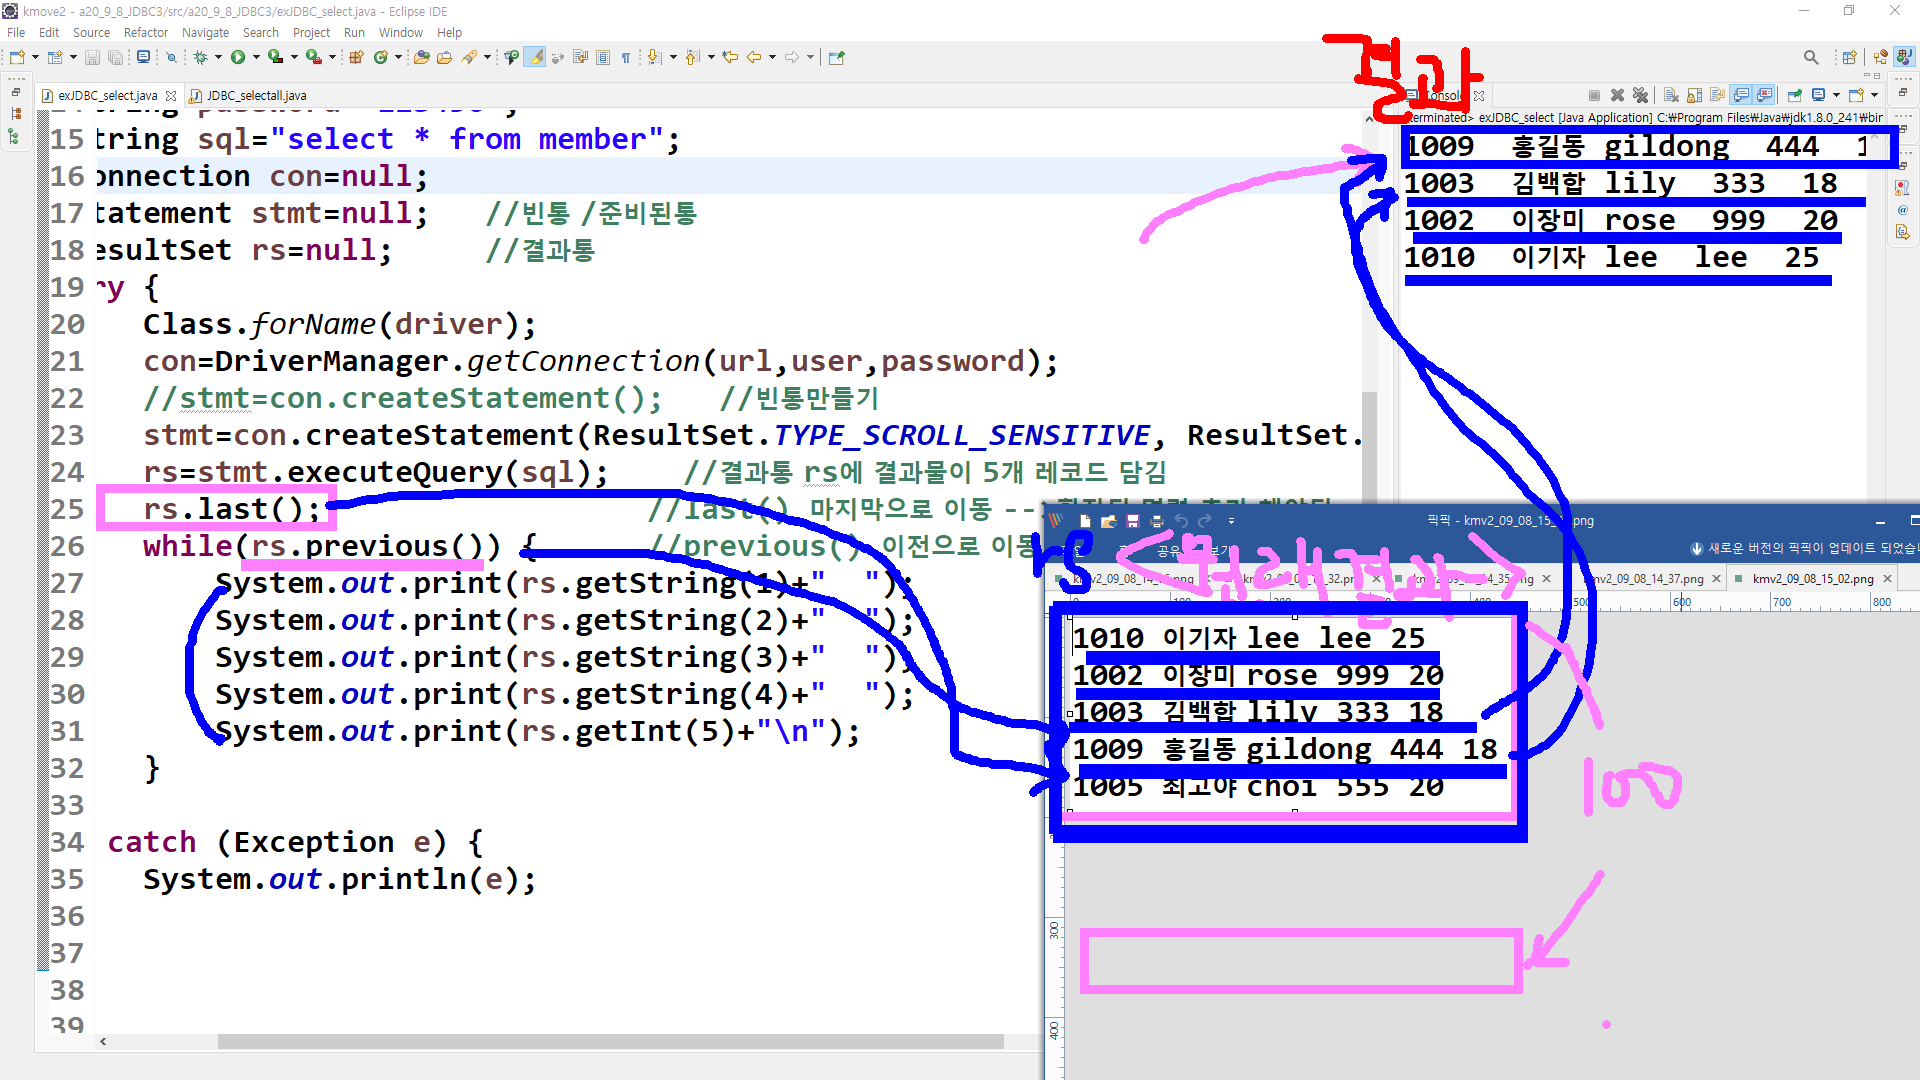 kmove2 - a20_9_8_JDBC3/src/a20_9_8_JDBC3/exJDBC_select.java - Eclipse IDE
File Edit Source Refactor Navigate Search Project Run Window Help
exJDBC_select.java JDBC_selectall.java
15 tring sql="select * from member";
16 onnection con=null;
17 tatement stmt=null; //빈통 /준비된통
18 esultSet rs=null; //결과통
19 ry {
20 Class.forName(driver);
21 con=DriverManager.getConnection(url,user,password);
22 //stmt=con.createStatement(); //빈통만들기
23 stmt=con.createStatement(ResultSet.TYPE_SCROLL_SENSITIVE, ResultSet.
24 rs=stmt.executeQuery(sql); //결과통 rs에 결과물이 5개 레코드 담김
25 rs.last(); //last() 마지막으로 이동 --
26 while(rs.previous()) { //previous() 이전으로 이동
27 System.out.print(rs.getString(1)+" ");
28 System.out.print(rs.getString(2)+" ");
29 System.out.print(rs.getString(3)+" ");
30 System.out.print(rs.getString(4)+" ");
31 System.out.print(rs.getInt(5)+"\n");
32 }
33
34 catch (Exception e) {
35 System.out.println(e);
36
37
38
39
결과
Console
terminated> exJDBC_select [Java Application] C:₩Program Files₩Java₩jdk1.8.0_241₩bin
1009 홍길동 gildong 444 1
1003 김백합 lily 333 18
1002 이장미 rose 999 20
1010 이기자 lee lee 25
픽픽 - kmv2_09_08_15_ .png
새로운 버전의 픽픽이 업데이트 되었습니
rs <원래결과>
kmv2_09_08_14_37.png kmv2_09_08_15_02.png
500 600 700 800
1010 이기자 lee lee 25
1002 이장미 rose 999 20
1003 김백합 lily 333 18
1009 홍길동 gildong 444 18
1005 최고야 choi 555 20
100
300
400